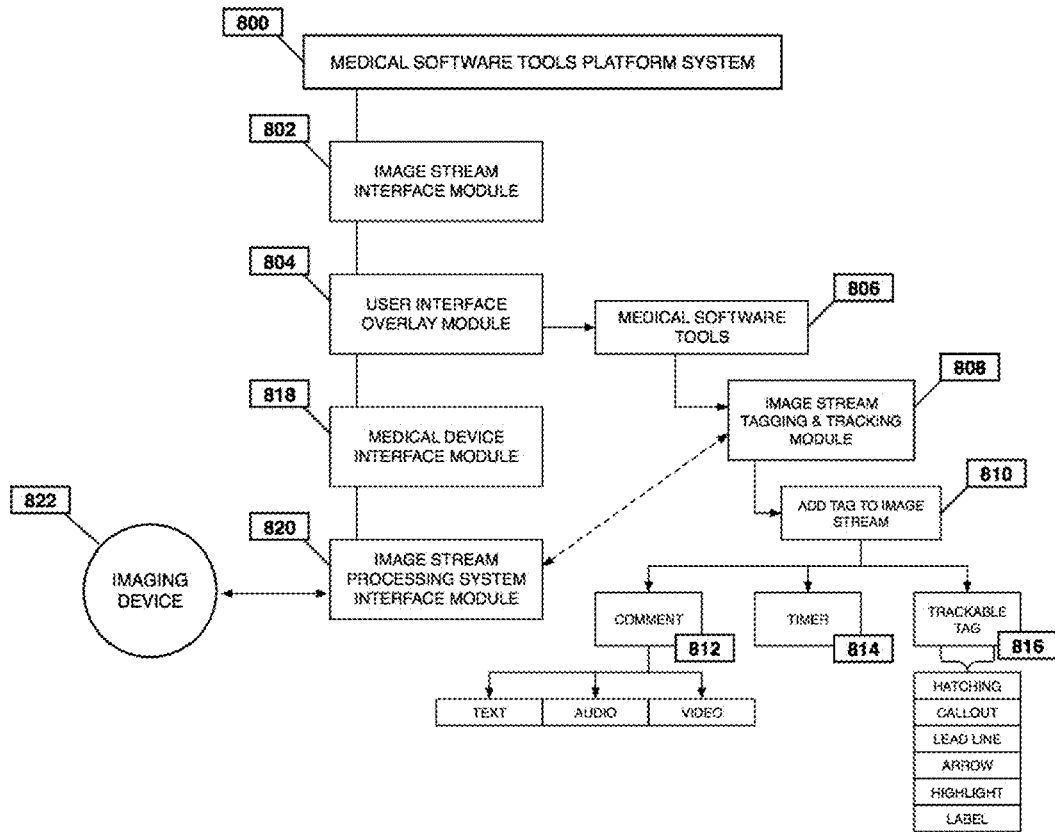 800
MEDICAL SOFTWARE TOOLS PLATFORM SYSTEM
802
IMAGE STREAM
INTERFACE MODULE
804
USER INTERFACE
OVERLAY MODULE
806
MEDICAL SOFTWARE
TOOLS
808
IMAGE STREAM
TAGGING & TRACKING
MODULE
818
MEDICAL DEVICE
INTERFACE MODULE
810
ADD TAG TO IMAGE
STREAM
822
IMAGING
DEVICE
820
IMAGE STREAM
PROCESSING SYSTEM
INTERFACE MODULE
COMMENT
812
TIMER
814
TRACKABLE
TAG
816
TEXT
AUDIO
VIDEO
HATCHING
CALLOUT
LEAD LINE
ARROW
HIGHLIGHT
LABEL